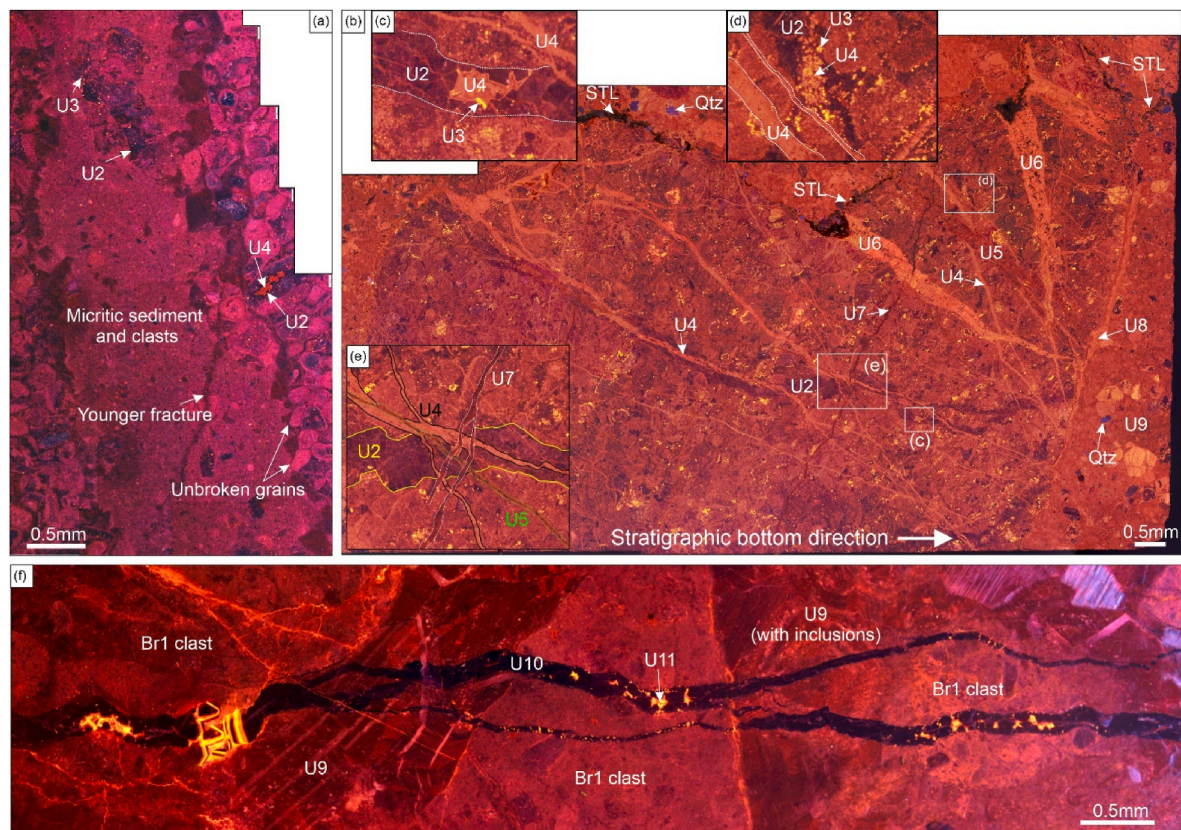 (a)
U3
U2
U4
U2
Micritic sediment
and clasts
Younger fracture
Unbroken grains
0.5mm
(b)
(c)
U4
U2
U4
U3
(d)
U2
U3
U4
U4
STL
Qtz
STL
STL
U6
(d)
U6
U5
U4
U7
U8
U4
(e)
U2
(c)
U9
Qtz
(e)
U7
U4
U2
U5
Stratigraphic bottom direction
0.5mm
(f)
Br1 clast
U10
U11
U9
(with inclusions)
Br1 clast
U9
Br1 clast
0.5mm